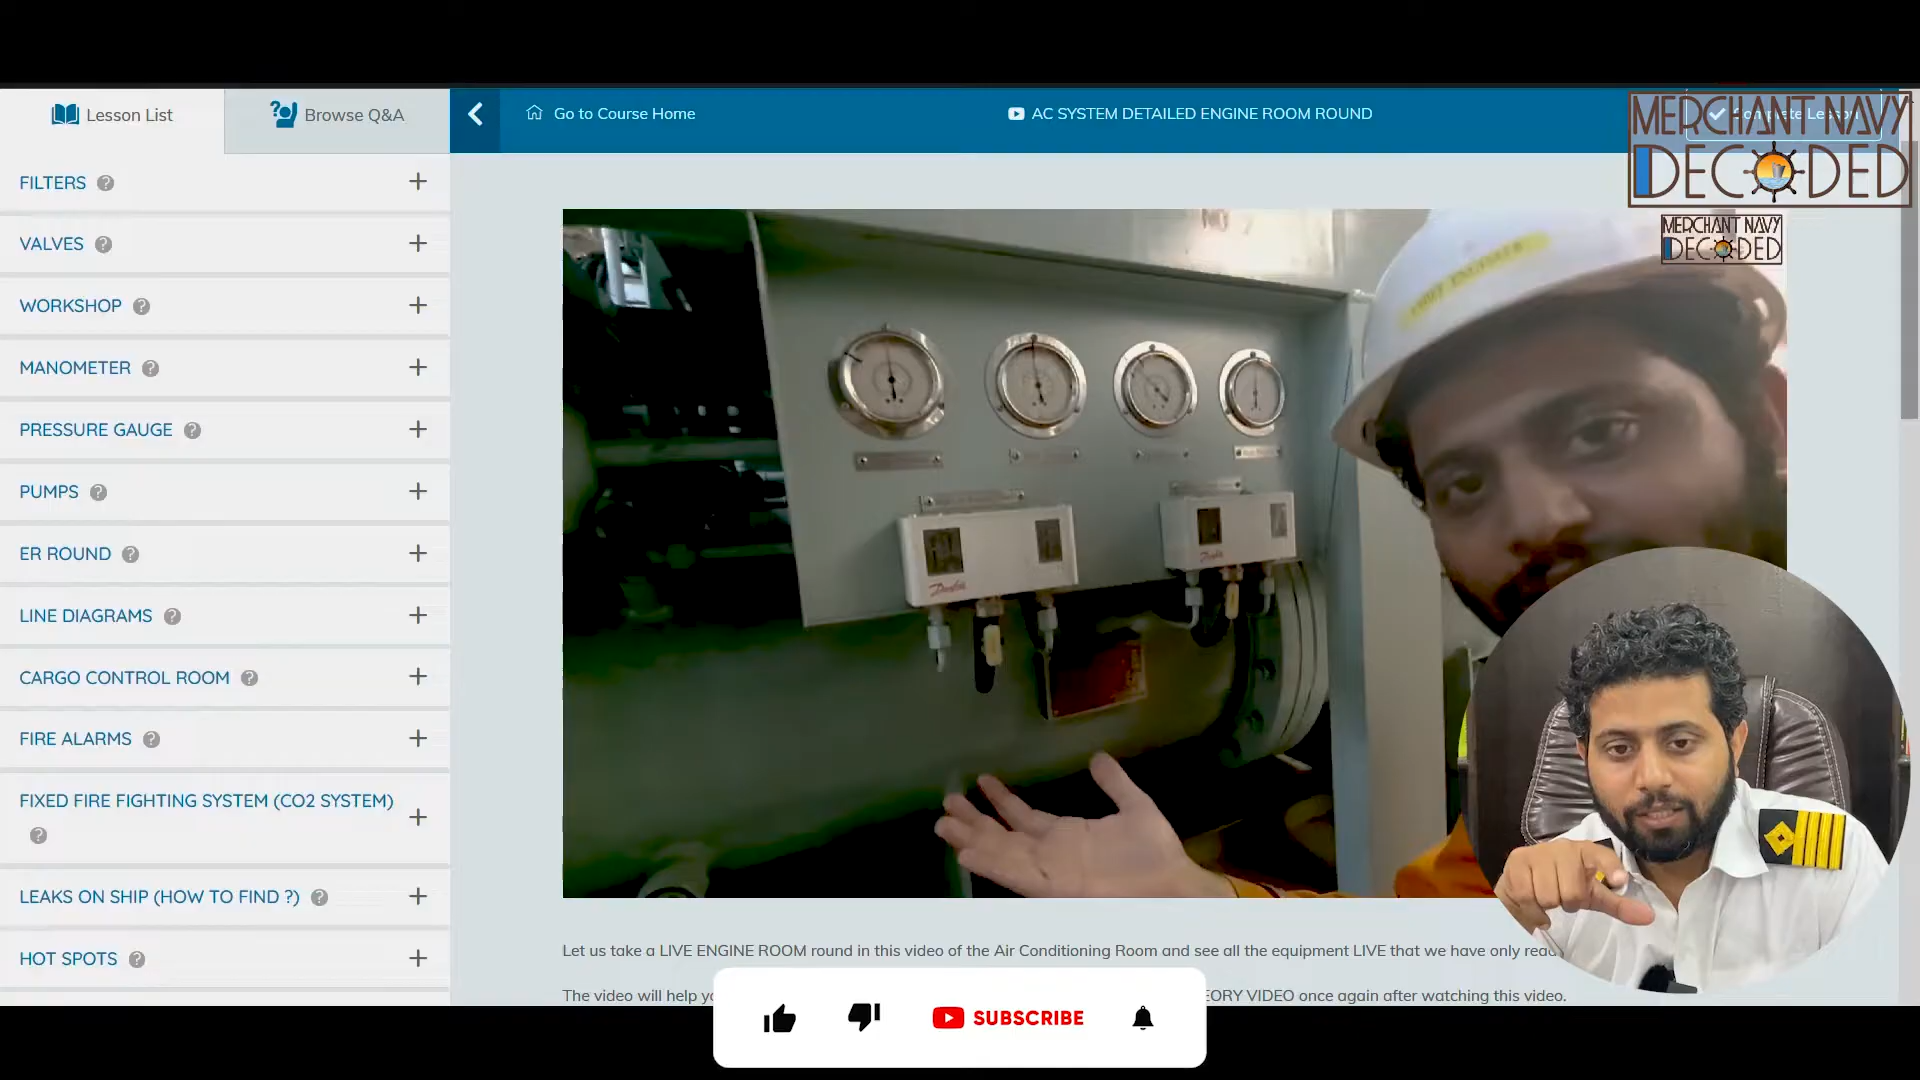 Lesson List
Browse Q&A
Go to Course Home
AC SYSTEM DETAILED ENGINE ROOM ROUND
Complete Lesson
MERCHANT NAVY
DECODED
MERCHANT NAVY
DECODED
FILTERS
VALVES
WORKSHOP
MANOMETER
PRESSURE GAUGE
PUMPS
ER ROUND
LINE DIAGRAMS
CARGO CONTROL ROOM
FIRE ALARMS
FIXED FIRE FIGHTING SYSTEM (CO2 SYSTEM)
LEAKS ON SHIP (HOW TO FIND ?)
HOT SPOTS
Danfoss
Danfoss
Let us take a LIVE ENGINE ROOM round in this video of the Air Conditioning Room and see all the equipment LIVE that we have only
The video will help
VIDEO once again after watching this video.
SUBSCRIBE